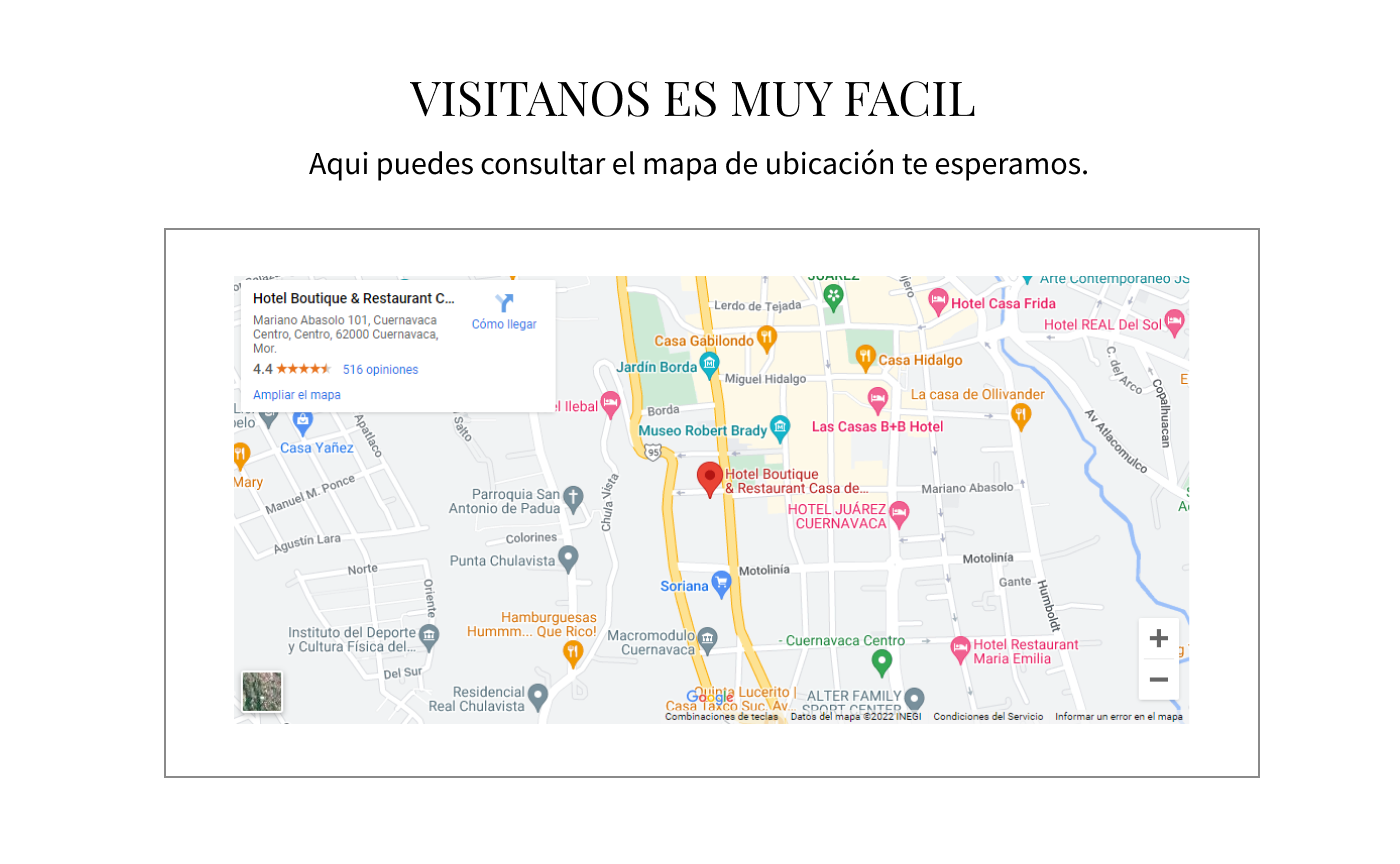 VISITANOS ES MUY FACIL
Aqui puedes consultar el mapa de ubicación te esperamos.
Hotel Boutique & Restaurant C...
Mariano Abasolo 101, Cuernavaca
Centro, Centro, 62000 Cuernavaca,
Mor.
4.4
516 opiniones
Ampliar el mapa
Cómo llegar
JUÁREZ
Arte Contemporáneo JS
Lerdo de Tejada
Hotel Casa Frida
Hotel REAL Del Sol
Casa Gabilondo
Casa Hidalgo
C. del Arco
Jardín Borda
Miguel Hidalgo
La casa de Ollivander
Copalhuacan
el Ilebal
Borda
Museo Robert Brady
Las Casas B+B Hotel
Av Atlacomulco
elo
Salto
Apatlaco
Casa Yañez
95
Mary
Hotel Boutique
& Restaurant Casa de...
Manuel M. Ponce
Parroquia San
Antonio de Padua
Chula Vista
Mariano Abasolo
HOTEL JUÁREZ
CUERNAVACA
Agustín Lara
Colorines
Punta Chulavista
Motolinía
Motolinía
Norte
Oriente
Soriana
Gante
Humboldt
Hamburguesas
Hummm... Que Rico!
Instituto del Deporte
y Cultura Física del...
Macromodulo
Cuernavaca
- Cuernavaca Centro
Hotel Restaurant
Maria Emilia
Del Sur
Residencial
Real Chulavista
Quinta Lucerito |
Casa Taxco Suc. Av...
Google
ALTER FAMILY
SPORT CENTER
Combinaciones de teclas
Datos del mapa ©2022 INEGI
Condiciones del Servicio
Informar un error en el mapa